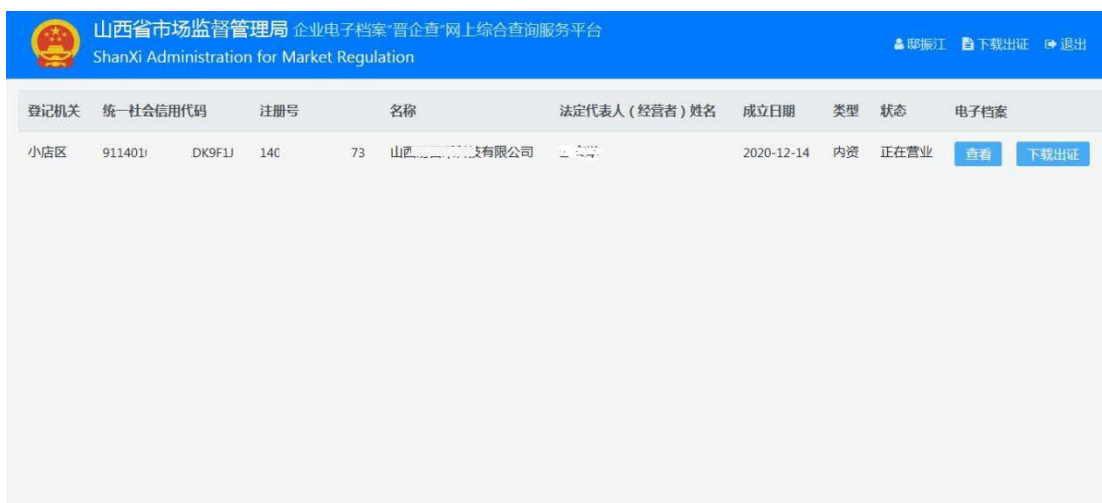 山西省市场监督管理局 企业电子档案“晋企查”网上综合查询服务平台
ShanXi Administration for Market Regulation
邸振江 下载出证 退出
登记机关 统一社会信用代码 注册号 名称 法定代表人（经营者）姓名 成立日期 类型 状态 电子档案
小店区 911401 DK9F1J 140 73 山西 技有限公司 2020-12-14 内资 正在营业 查看 下载出证